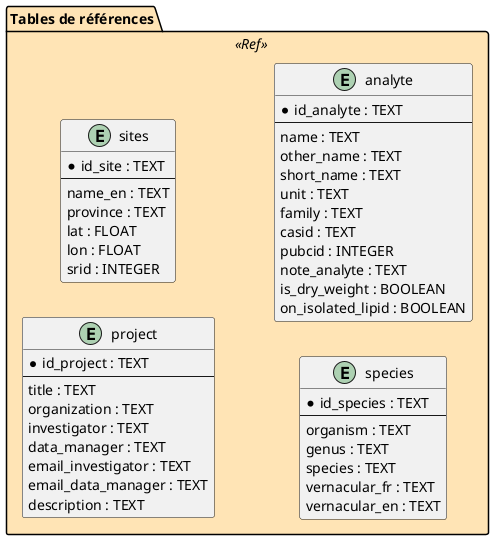 Tables de références
«Ref»
E sites
* id_site : TEXT
name_en : TEXT
province : TEXT
lat : FLOAT
lon : FLOAT
srid : INTEGER
E analyte
* id_analyte : TEXT
name : TEXT
other_name : TEXT
short_name : TEXT
unit : TEXT
family : TEXT
casid : TEXT
pubcid : INTEGER
note_analyte : TEXT
is_dry_weight : BOOLEAN
on_isolated_lipid : BOOLEAN
E project
* id_project : TEXT
title : TEXT
organization : TEXT
investigator : TEXT
data_manager : TEXT
email_investigator : TEXT
email_data_manager : TEXT
description : TEXT
E species
* id_species : TEXT
organism : TEXT
genus : TEXT
species : TEXT
vernacular_fr : TEXT
vernacular_en : TEXT